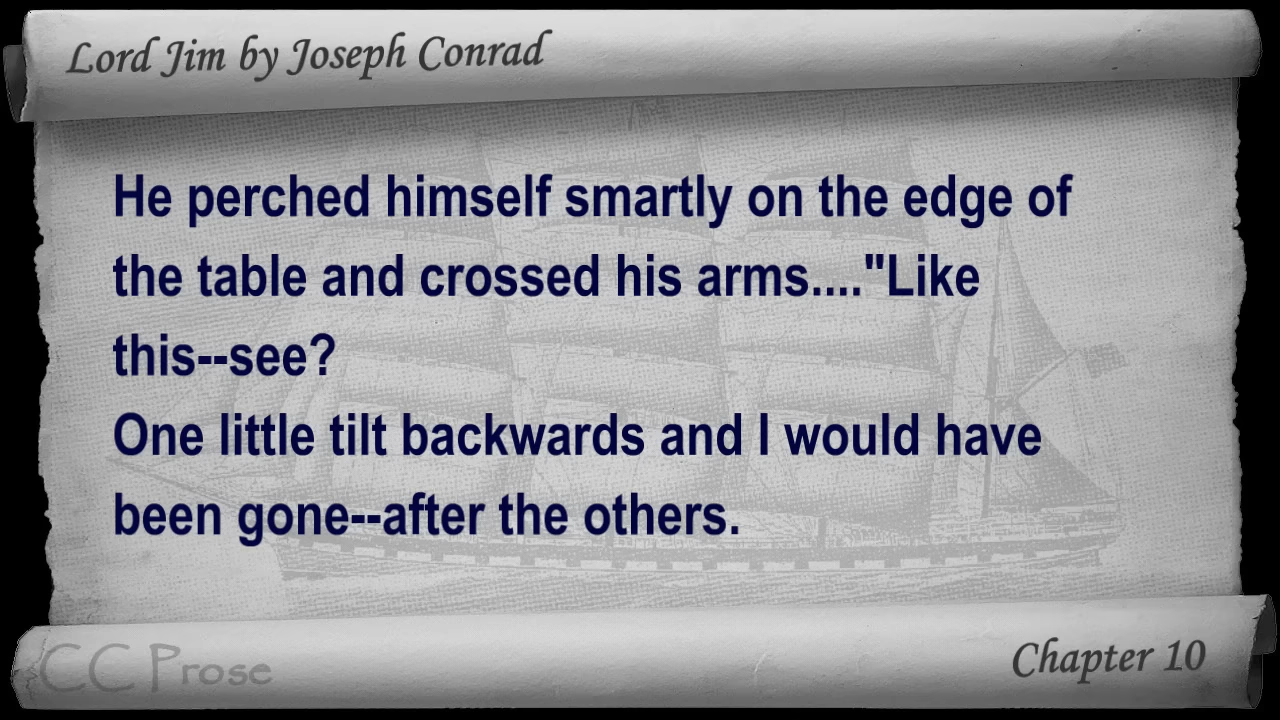 Lord Jim by Joseph Conrad
He perched himself smartly on the edge of
the table and crossed his arms...."Like
this--see?
One little tilt backwards and I would have
been gone--after the others.
CC Prose
Chapter 10